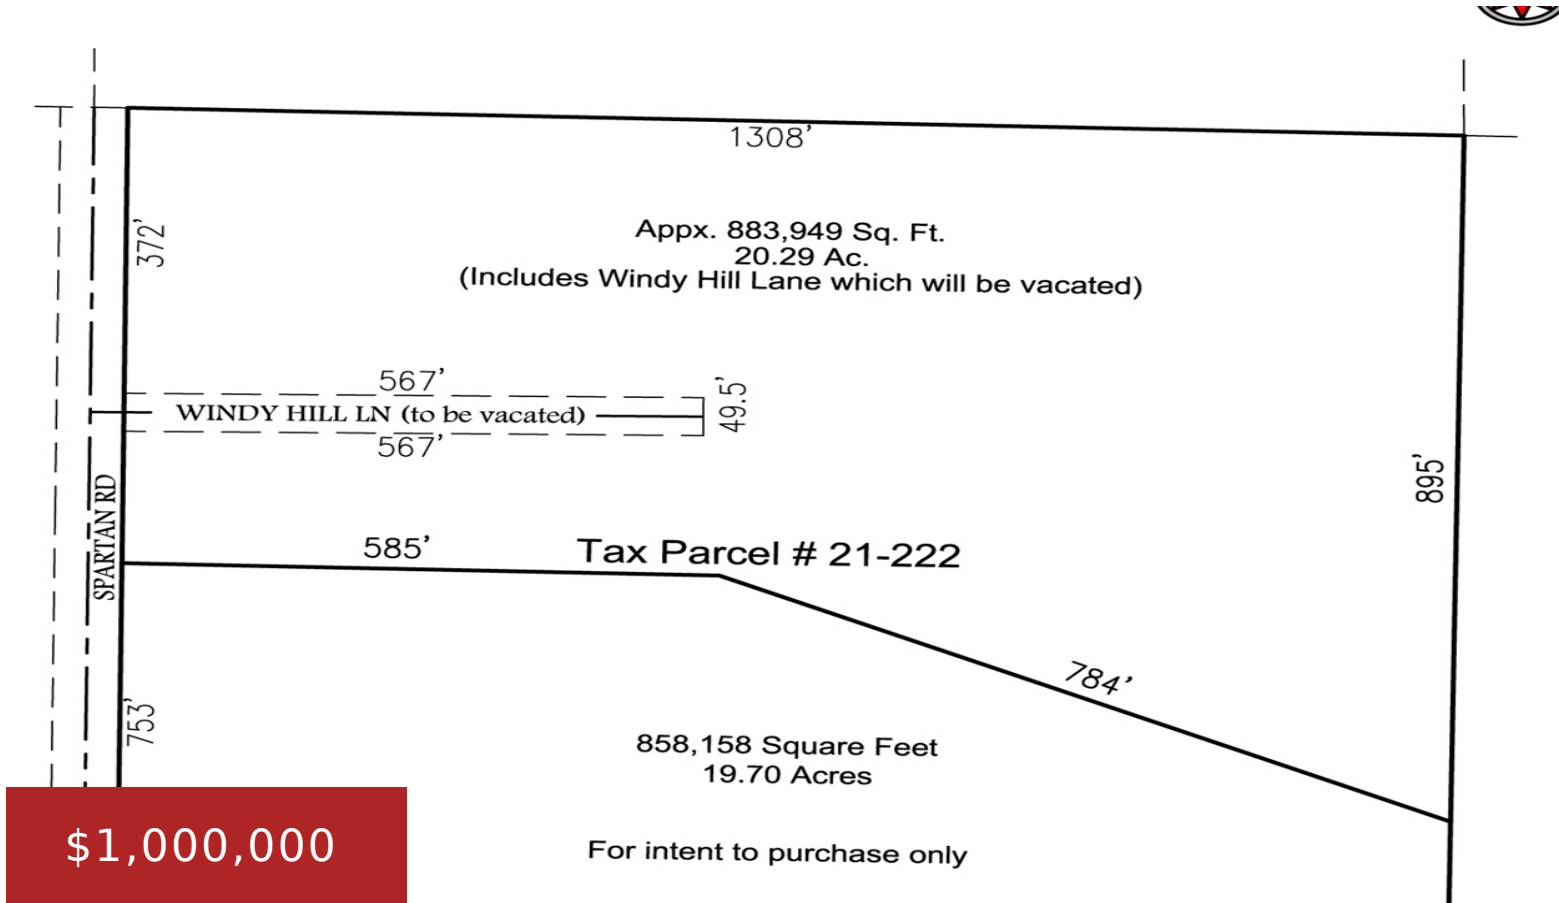 1308’
372’
Appx. 883,949 Sq. Ft.
20.29 Ac.
(Includes Windy Hill Lane which will be vacated)
567’
WINDY HILL LN (to be vacated)
49.5’
567’
895’
SPARTAN RD
585’
Tax Parcel # 21-222
784’
753’
858,158 Square Feet
19.70 Acres
For intent to purchase only
$1,000,000